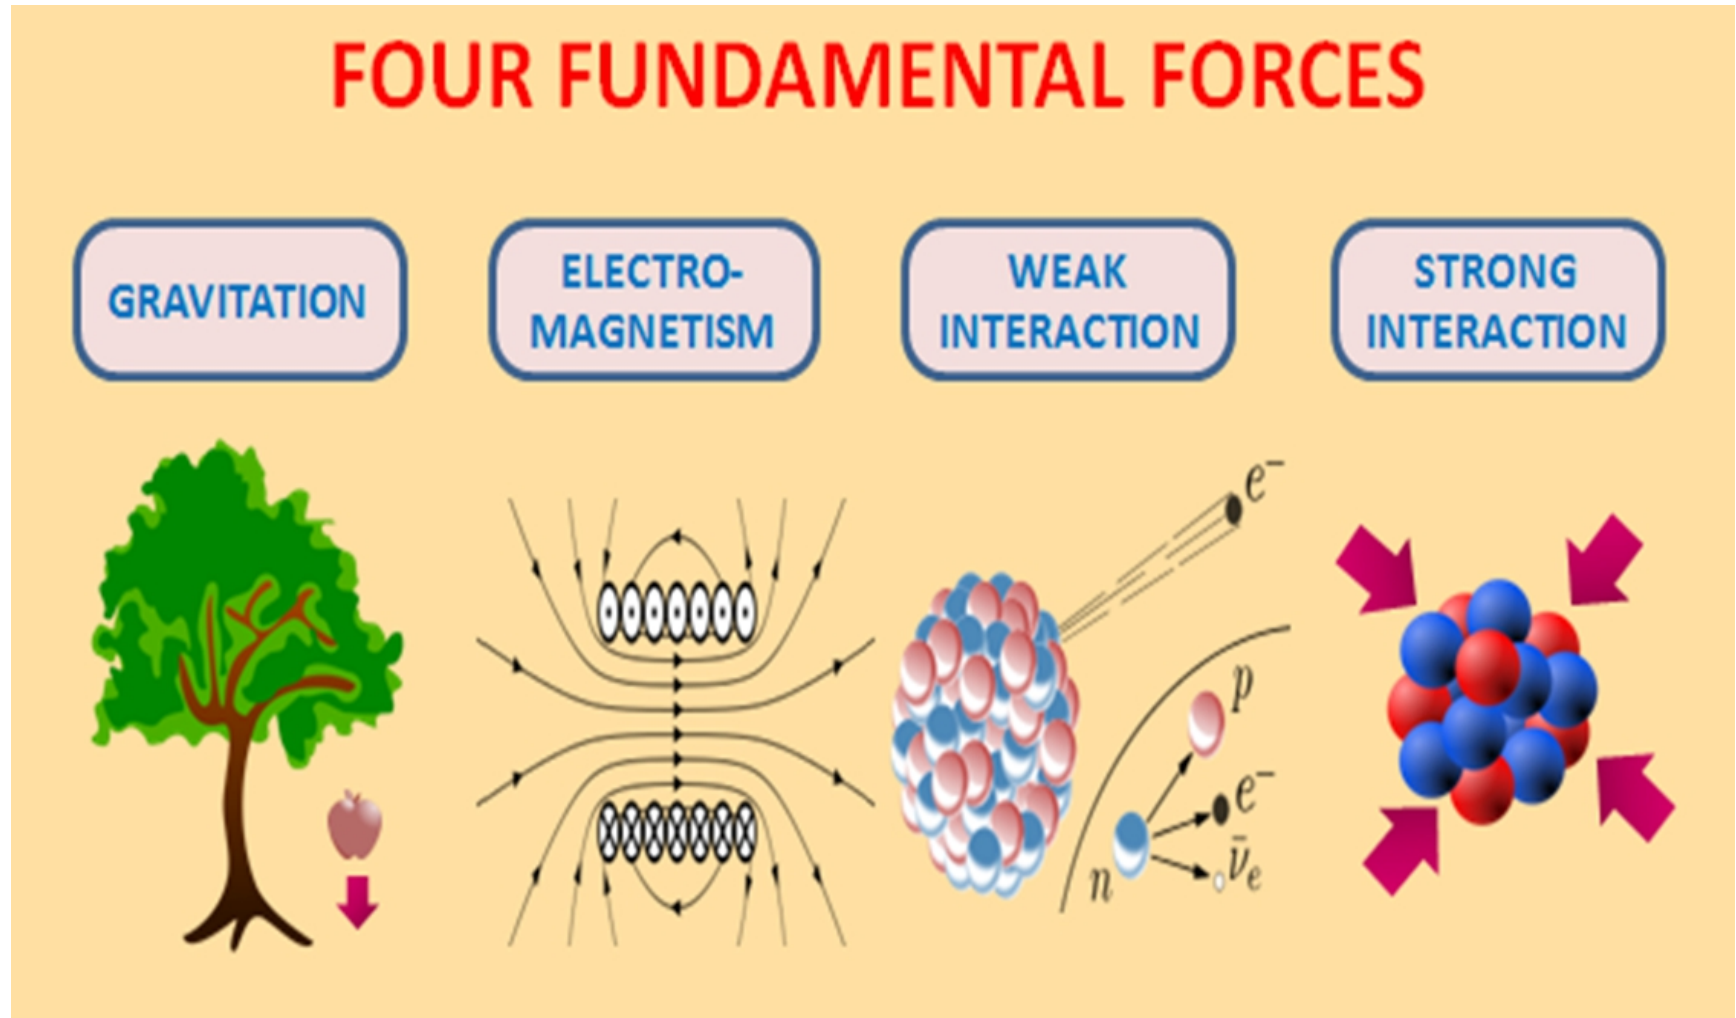 FOUR FUNDAMENTAL FORCES
GRAVITATION
ELECTRO-
MAGNETISM
WEAK
INTERACTION
STRONG
INTERACTION
e⁻
p
e⁻
n
ν̄ₑ